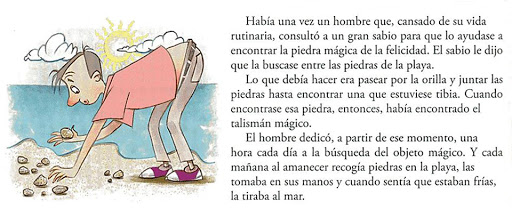 Había una vez un hombre que, cansado de su vida
rutinaria, consultó a un gran sabio para que lo ayudase a
encontrar la piedra mágica de la felicidad. El sabio le dijo
que la buscase entre las piedras de la playa.
Lo que debía hacer era pasear por la orilla y juntar las
piedras hasta encontrar una que estuviese tibia. Cuando
encontrase esa piedra, entonces, había encontrado el
talismán mágico.
El hombre dedicó, a partir de ese momento, una
hora cada día a la búsqueda del objeto mágico. Y cada
mañana al amanecer recogía piedras en la playa, las
tomaba en sus manos y cuando sentía que estaban frías,
la tiraba al mar.